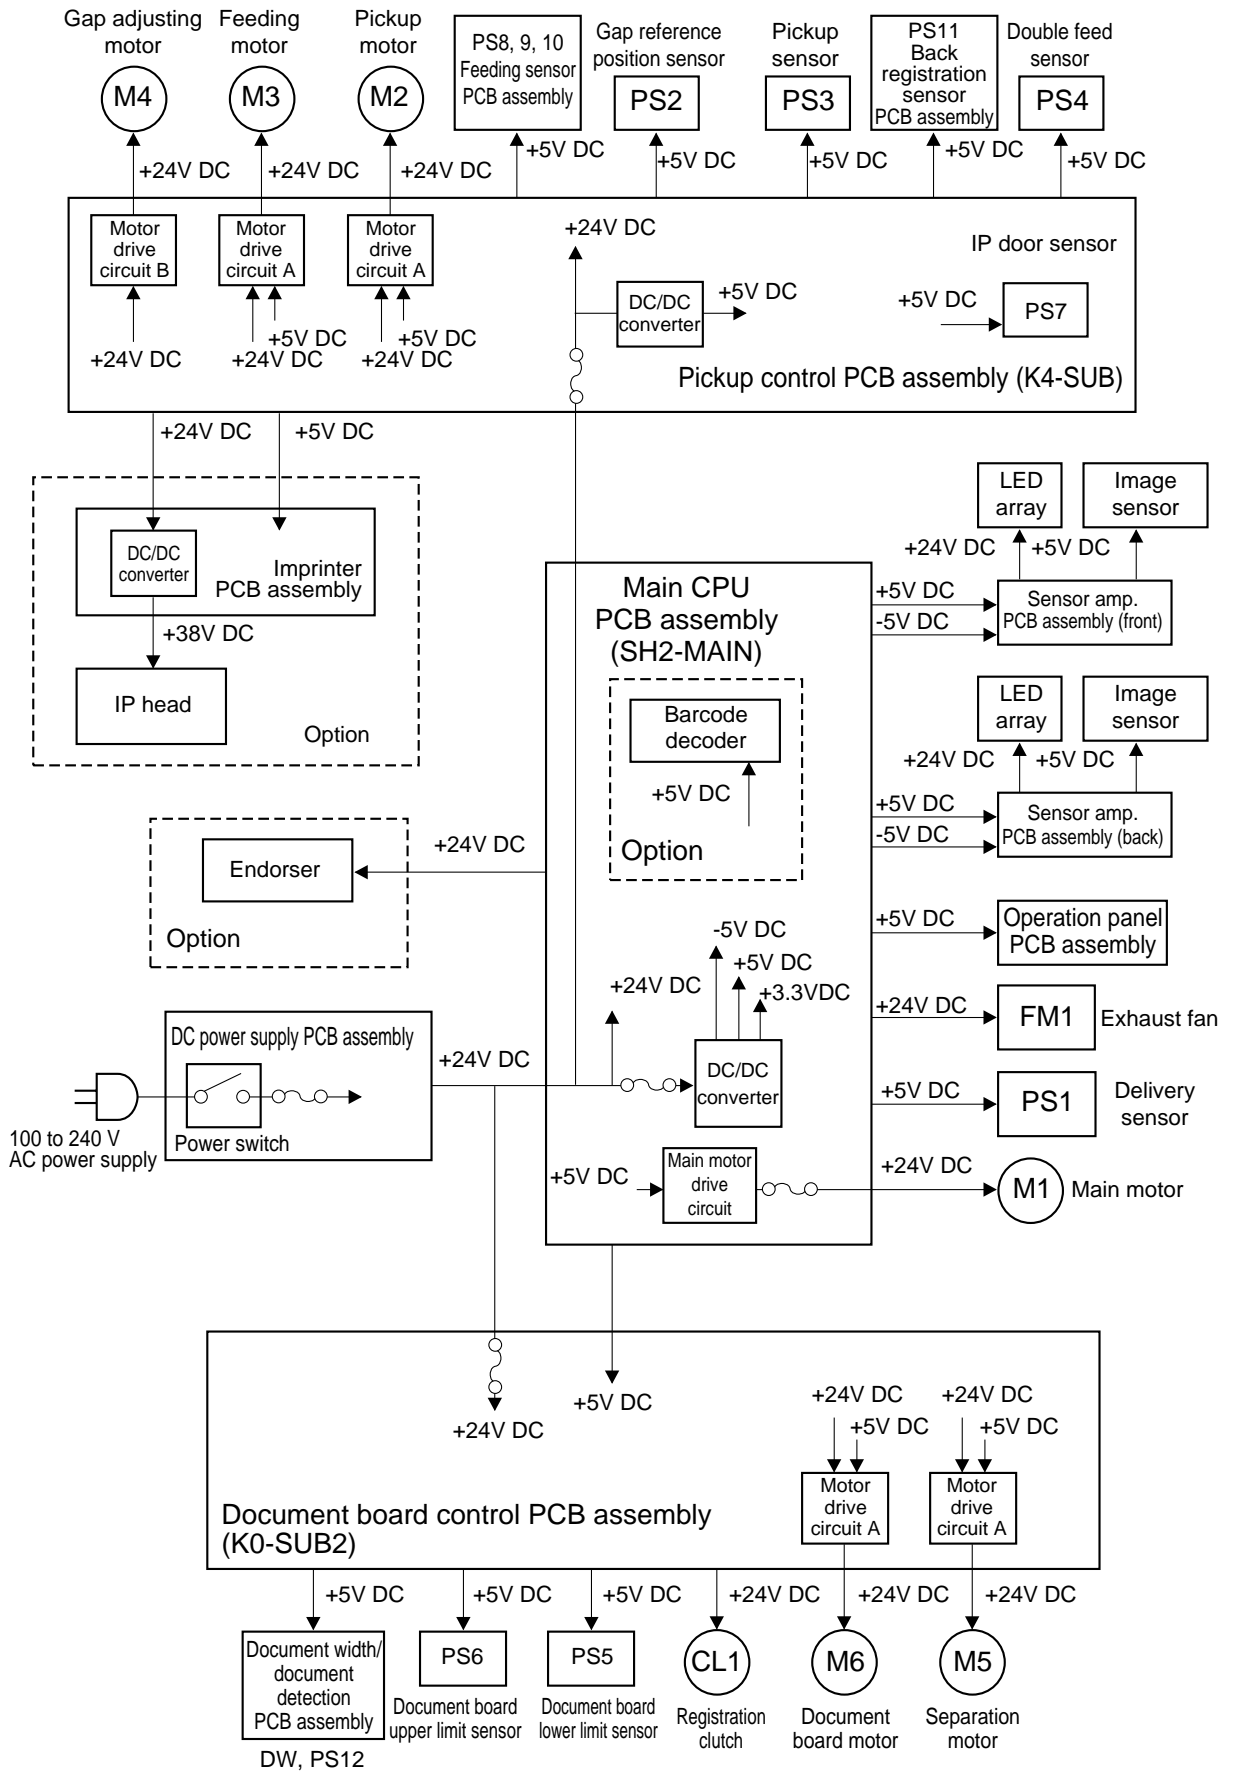 Gap adjusting
motor
Feeding
motor
Pickup
motor
M4
M3
M2
PS8, 9, 10
Feeding sensor
PCB assembly
Gap reference
position sensor
PS2
Pickup
sensor
PS3
PS11
Back
registration
sensor
PCB assembly
Double feed
sensor
PS4
+24V DC
+24V DC
+24V DC
+5V DC
+5V DC
+5V DC
+5V DC
+5V DC
Motor
drive
circuit B
Motor
drive
circuit A
Motor
drive
circuit A
+24V DC
+5V DC
+24V DC
+5V DC
+24V DC
+24V DC
DC/DC
converter
+5V DC
IP door sensor
+5V DC
PS7
Pickup control PCB assembly (K4-SUB)
+24V DC
+5V DC
DC/DC
converter
Imprinter
PCB assembly
+38V DC
IP head
Option
Main CPU
PCB assembly
(SH2-MAIN)
Barcode
decoder
+5V DC
Option
LED
array
Image
sensor
+24V DC
+5V DC
+5V DC
-5V DC
Sensor amp.
PCB assembly (front)
LED
array
Image
sensor
+24V DC
+5V DC
+5V DC
-5V DC
Sensor amp.
PCB assembly (back)
+24V DC
Endorser
Option
+5V DC
Operation panel
PCB assembly
-5V DC
+5V DC
+3.3VDC
+24V DC
+24V DC
FM1
Exhaust fan
DC power supply PCB assembly
+24V DC
DC/DC
converter
Power switch
100 to 240 V
AC power supply
+5V DC
PS1
Delivery
sensor
+5V DC
Main motor
drive
circuit
+24V DC
M1
Main motor
+24V DC
+5V DC
+24V DC
+5V DC
+24V DC
+5V DC
Motor
drive
circuit A
Motor
drive
circuit A
Document board control PCB assembly
(K0-SUB2)
+5V DC
+5V DC
+5V DC
+24V DC
+24V DC
+24V DC
Document width/
document
detection
PCB assembly
DW, PS12
PS6
Document board
upper limit sensor
PS5
Document board
lower limit sensor
CL1
Registration
clutch
M6
Document
board motor
M5
Separation
motor